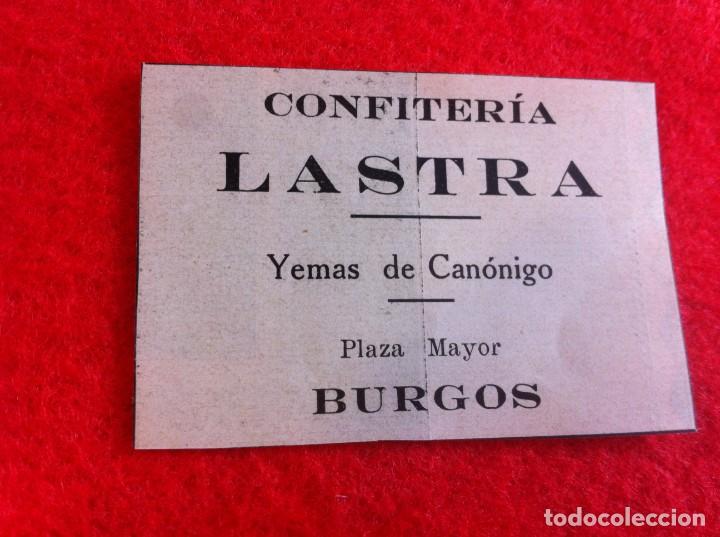 CONFITERÍA
LASTRA
Yemas de Canónigo
Plaza Mayor
BURGOS
todocoleccion